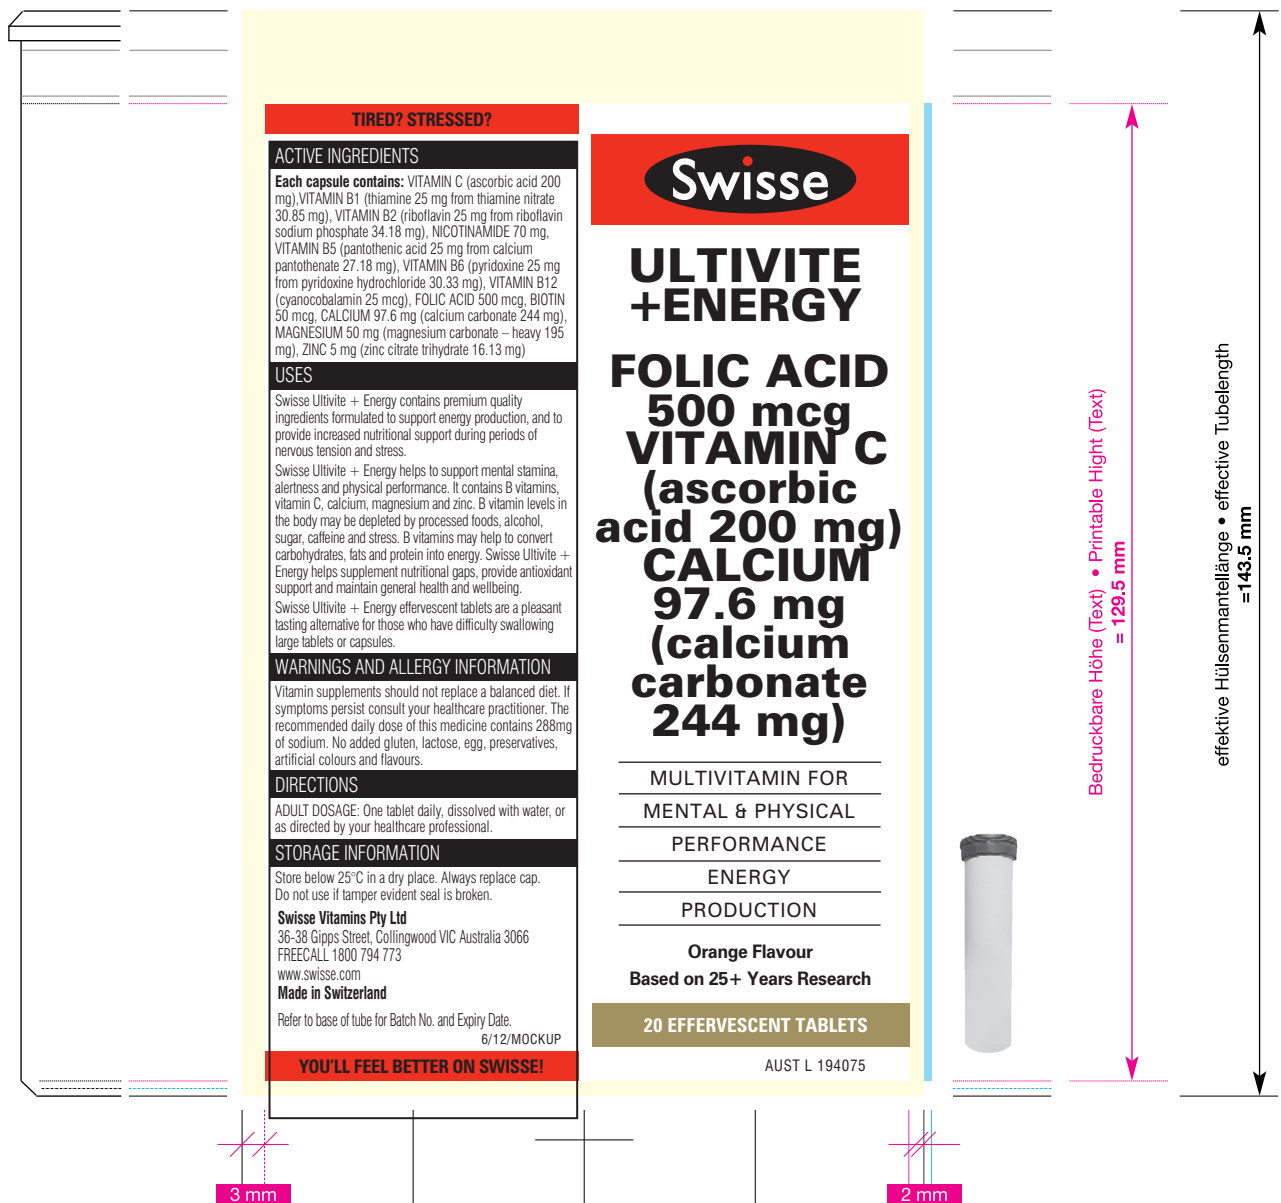 TIRED? STRESSED?
ACTIVE INGREDIENTS
Each capsule contains: VITAMIN C (ascorbic acid 200
mg),VITAMIN B1 (thiamine 25 mg from thiamine nitrate
30.85 mg), VITAMIN B2 (riboflavin 25 mg from riboflavin
sodium phosphate 34.18 mg), NICOTINAMIDE 70 mg,
VITAMIN B5 (pantothenic acid 25 mg from calcium
pantothenate 27.18 mg), VITAMIN B6 (pyridoxine 25 mg
from pyridoxine hydrochloride 30.33 mg), VITAMIN B12
(cyanocobalamin 25 mcg), FOLIC ACID 500 mcg, BIOTIN
50 mcg, CALCIUM 97.6 mg (calcium carbonate 244 mg),
MAGNESIUM 50 mg (magnesium carbonate – heavy 195
mg), ZINC 5 mg (zinc citrate trihydrate 16.13 mg)
USES
Swisse Ultivite + Energy contains premium quality
ingredients formulated to support energy production, and to
provide increased nutritional support during periods of
nervous tension and stress.
Swisse Ultivite + Energy helps to support mental stamina,
alertness and physical performance. It contains B vitamins,
vitamin C, calcium, magnesium and zinc. B vitamin levels in
the body may be depleted by processed foods, alcohol,
sugar, caffeine and stress. B vitamins may help to convert
carbohydrates, fats and protein into energy. Swisse Ultivite +
Energy helps supplement nutritional gaps, provide antioxidant
support and maintain general health and wellbeing.
Swisse Ultivite + Energy effervescent tablets are a pleasant
tasting alternative for those who have difficulty swallowing
large tablets or capsules.
WARNINGS AND ALLERGY INFORMATION
Vitamin supplements should not replace a balanced diet. If
symptoms persist consult your healthcare practitioner. The
recommended daily dose of this medicine contains 288mg
of sodium. No added gluten, lactose, egg, preservatives,
artificial colours and flavours.
DIRECTIONS
ADULT DOSAGE: One tablet daily, dissolved with water, or
as directed by your healthcare professional.
STORAGE INFORMATION
Store below 25°C in a dry place. Always replace cap.
Do not use if tamper evident seal is broken.
Swisse Vitamins Pty Ltd
36-38 Gipps Street, Collingwood VIC Australia 3066
FREECALL 1800 794 773
www.swisse.com
Made in Switzerland
Refer to base of tube for Batch No. and Expiry Date.
6/12/MOCKUP
YOU'LL FEEL BETTER ON SWISSE!
Swisse
ULTIVITE
+ENERGY
FOLIC ACID
500 mcg
VITAMIN C
(ascorbic
acid 200 mg)
CALCIUM
97.6 mg
(calcium
carbonate
244 mg)
MULTIVITAMIN FOR
MENTAL & PHYSICAL
PERFORMANCE
ENERGY
PRODUCTION
Orange Flavour
Based on 25+ Years Research
20 EFFERVESCENT TABLETS
AUST L 194075
Bedruckbare Höhe (Text) • Printable Hight (Text)
= 129.5 mm
effektive Hülsenmantellänge • effective Tubelength
=143.5 mm
3 mm
2 mm